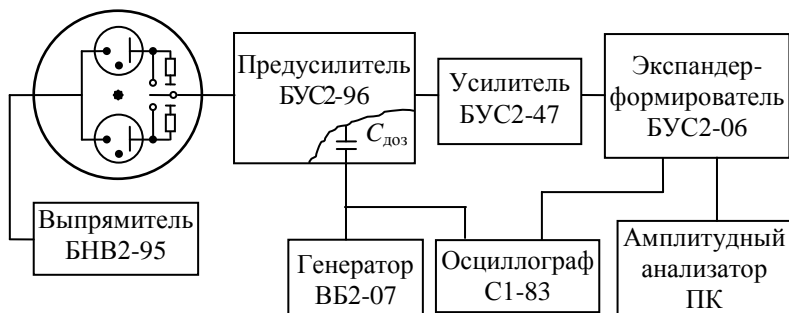 Предусилитель
БУС2-96
C доз
Усилитель
БУС2-47
Экспандер-
формирователь
БУС2-06
Выпрямитель
БНВ2-95
Генератор
ВБ2-07
Осциллограф
С1-83
Амплитудный
анализатор
ПК